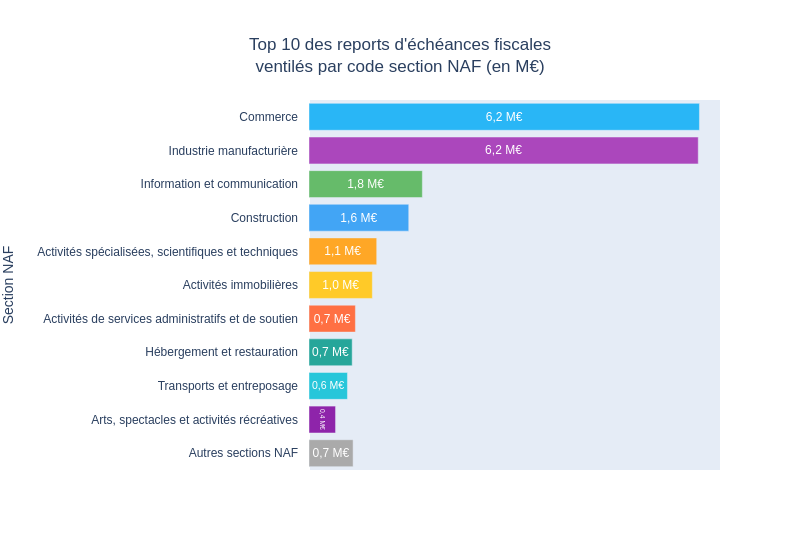 Top 10 des reports d'échéances fiscales
ventilés par code section NAF (en M€)
Section NAF
Commerce 6,2 M€
Industrie manufacturière 6,2 M€
Information et communication 1,8 M€
Construction 1,6 M€
Activités spécialisées, scientifiques et techniques 1,1 M€
Activités immobilières 1,0 M€
Activités de services administratifs et de soutien 0,7 M€
Hébergement et restauration 0,7 M€
Transports et entreposage 0,6 M€
Arts, spectacles et activités récréatives 0,4 M€
Autres sections NAF 0,7 M€